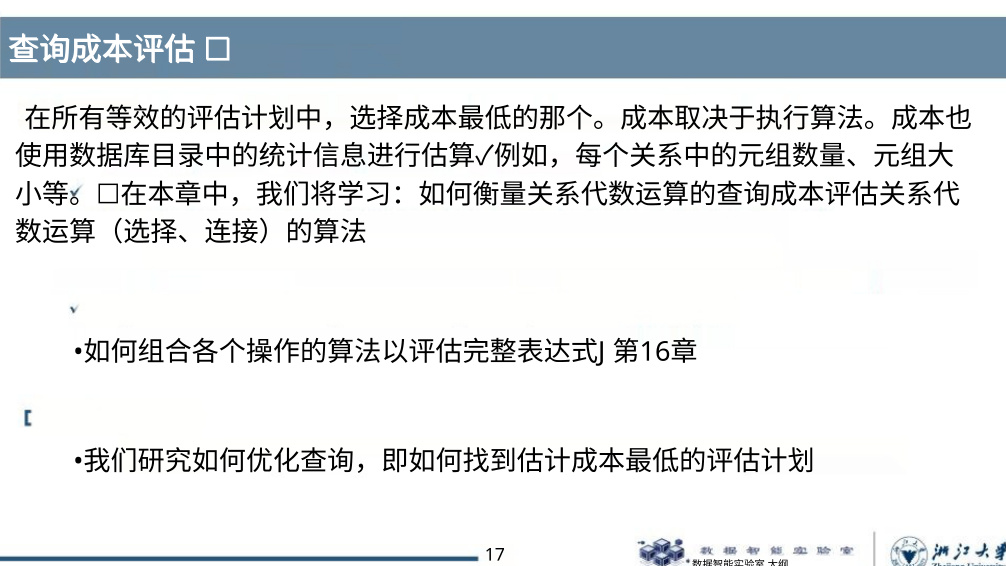 查询成本评估 □
在所有等效的评估计划中，选择成本最低的那个。成本取决于执行算法。成本也
使用数据库目录中的统计信息进行估算✓例如，每个关系中的元组数量、元组大
小等。 □在本章中，我们将学习：如何衡量关系代数运算的查询成本评估关系代
数运算（选择、连接）的算法
•如何组合各个操作的算法以评估完整表达式J 第16章
•我们研究如何优化查询，即如何找到估计成本最低的评估计划
17
数 据 智 能 实 验 室
*数据智能实验室 大纲
浙江大学